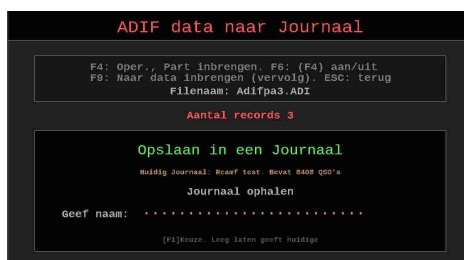 ADIF data naar Journaal
F4: Oper., Part inbrengen. F6: (F4) aan/uit
F9: Naar data inbrengen (vervolg). ESC: terug
Filenaam: Adifpa3.ADI
Aantal records 3
Opslaan in een Journaal
Huidig Journaal: Rcamf test. Bevat 8408 QSO's
Journaal ophalen
Geef naam: . . . . . . . . . . . . . . . . . . . . . . . . .
[F1]Keuze. Leeg laten geeft huidige